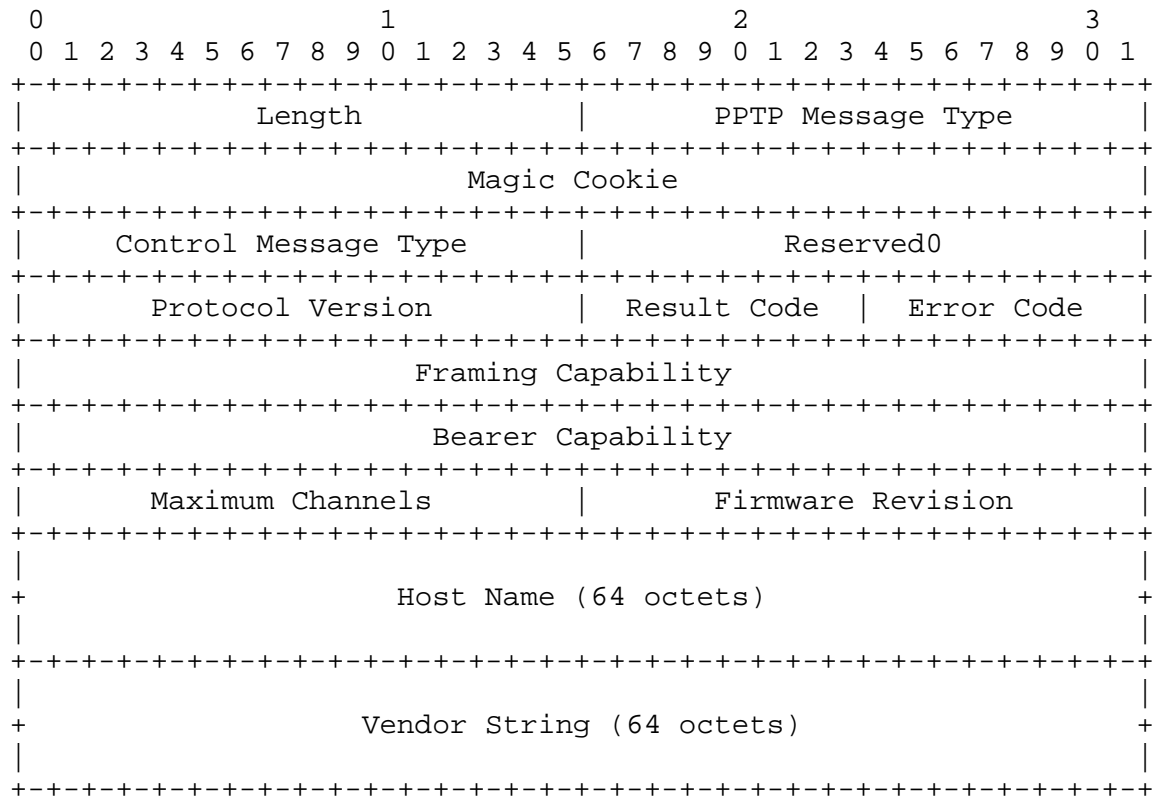 0                   1                   2                   3
 0 1 2 3 4 5 6 7 8 9 0 1 2 3 4 5 6 7 8 9 0 1 2 3 4 5 6 7 8 9 0 1
+-+-+-+-+-+-+-+-+-+-+-+-+-+-+-+-+-+-+-+-+-+-+-+-+-+-+-+-+-+-+-+-+
|             Length            |       PPTP Message Type       |
+-+-+-+-+-+-+-+-+-+-+-+-+-+-+-+-+-+-+-+-+-+-+-+-+-+-+-+-+-+-+-+-+
|                         Magic Cookie                          |
+-+-+-+-+-+-+-+-+-+-+-+-+-+-+-+-+-+-+-+-+-+-+-+-+-+-+-+-+-+-+-+-+
|     Control Message Type      |           Reserved0           |
+-+-+-+-+-+-+-+-+-+-+-+-+-+-+-+-+-+-+-+-+-+-+-+-+-+-+-+-+-+-+-+-+
|       Protocol Version        |  Result Code  |  Error Code   |
+-+-+-+-+-+-+-+-+-+-+-+-+-+-+-+-+-+-+-+-+-+-+-+-+-+-+-+-+-+-+-+-+
|                      Framing Capability                       |
+-+-+-+-+-+-+-+-+-+-+-+-+-+-+-+-+-+-+-+-+-+-+-+-+-+-+-+-+-+-+-+-+
|                       Bearer Capability                       |
+-+-+-+-+-+-+-+-+-+-+-+-+-+-+-+-+-+-+-+-+-+-+-+-+-+-+-+-+-+-+-+-+
|       Maximum Channels        |       Firmware Revision       |
+-+-+-+-+-+-+-+-+-+-+-+-+-+-+-+-+-+-+-+-+-+-+-+-+-+-+-+-+-+-+-+-+
|                                                               |
+                     Host Name (64 octets)                     +
|                                                               |
+-+-+-+-+-+-+-+-+-+-+-+-+-+-+-+-+-+-+-+-+-+-+-+-+-+-+-+-+-+-+-+-+
|                                                               |
+                   Vendor String (64 octets)                   +
|                                                               |
+-+-+-+-+-+-+-+-+-+-+-+-+-+-+-+-+-+-+-+-+-+-+-+-+-+-+-+-+-+-+-+-+